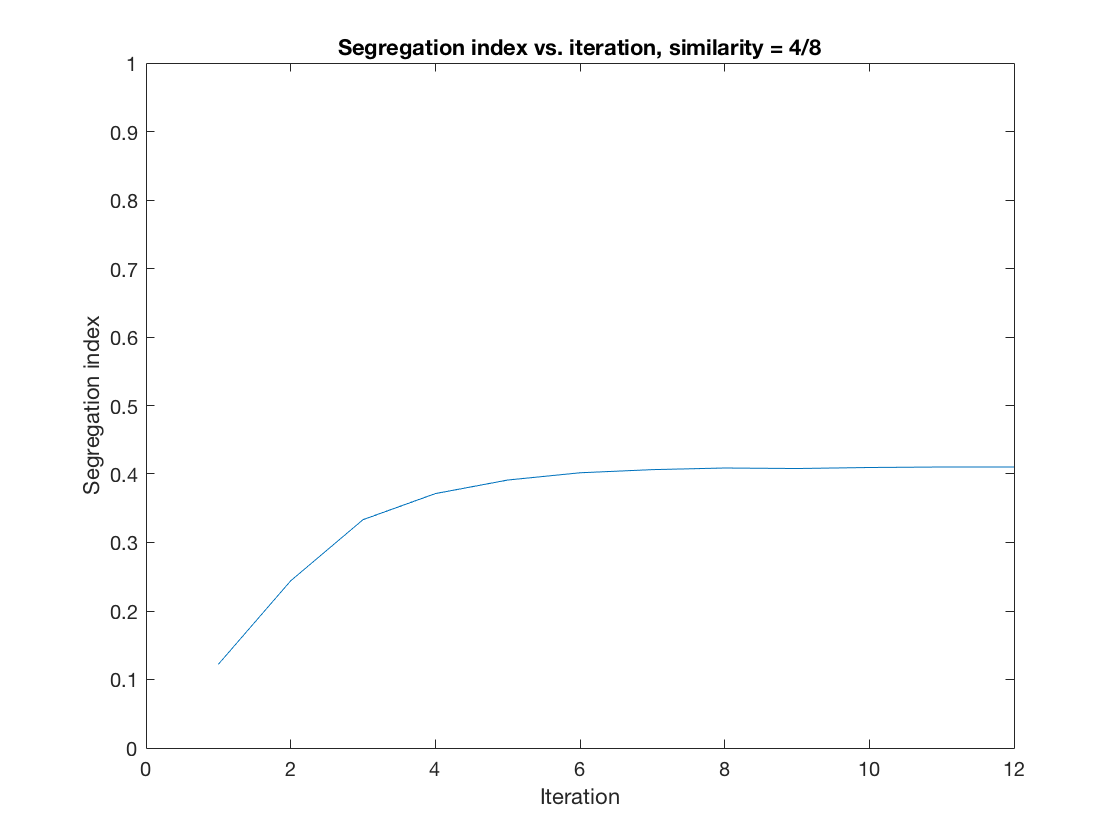 Segregation index vs. iteration, similarity = 4/8
1
0.9
0.8
0.7
0.6
0.5
0.4
0.3
0.2
0.1
0
Segregation index
0 2 4 6 8 10 12
Iteration